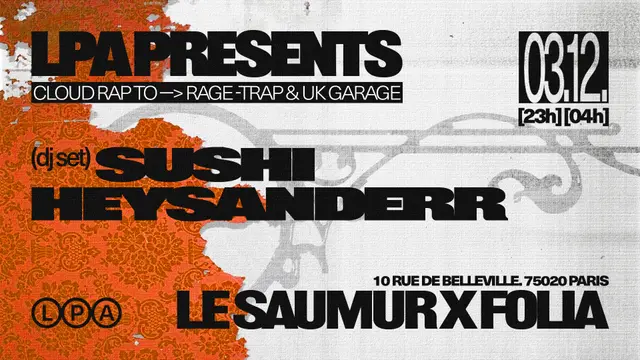 LPA PRESENTS
CLOUD RAP TO —> RAGE-TRAP & UK GARAGE
03.12.
[23h] [04h]
(dj set) SUSHI
HEYSANDERR
10 RUE DE BELLEVILLE. 75020 PARIS
LPA
LE SAUMUR X FOLIA